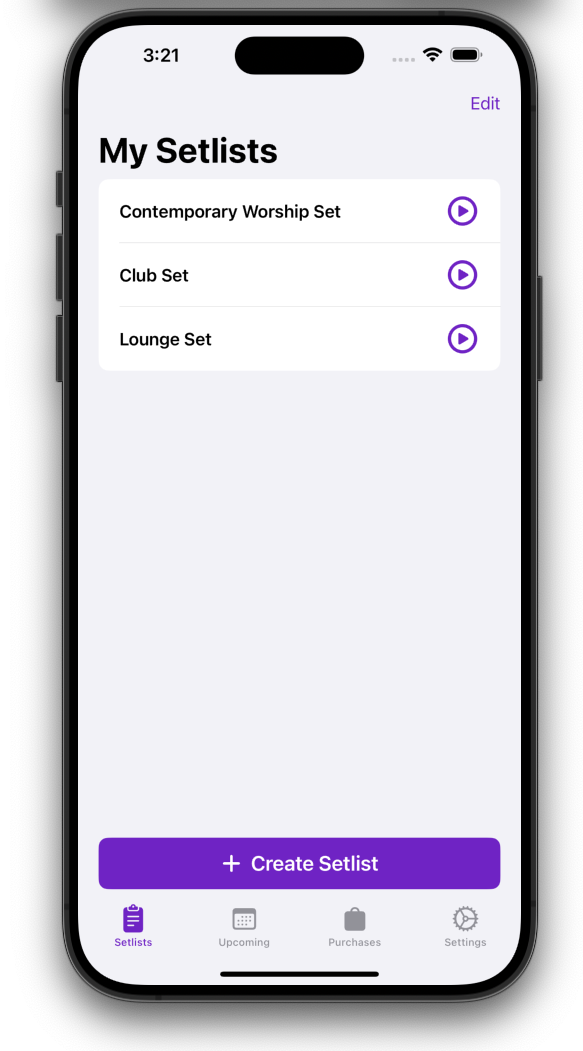 3:21
Edit
My Setlists
Contemporary Worship Set
Club Set
Lounge Set
+ Create Setlist
Setlists Upcoming Purchases Settings